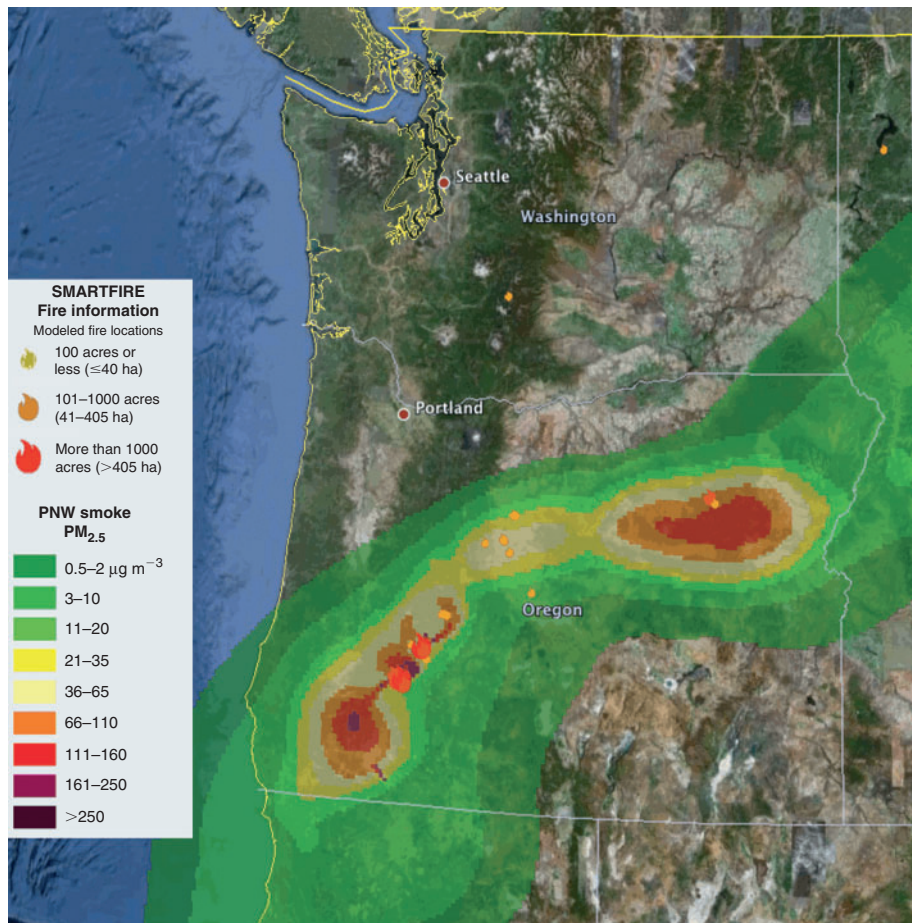 Seattle
Washington
Portland
Oregon
SMARTFIRE
Fire information
Modeled fire locations
100 acres or
less (≤40 ha)
101–1000 acres
(41–405 ha)
More than 1000
acres (>405 ha)
PNW smoke
PM₂.₅
0.5–2 μg m⁻³
3–10
11–20
21–35
36–65
66–110
111–160
161–250
>250